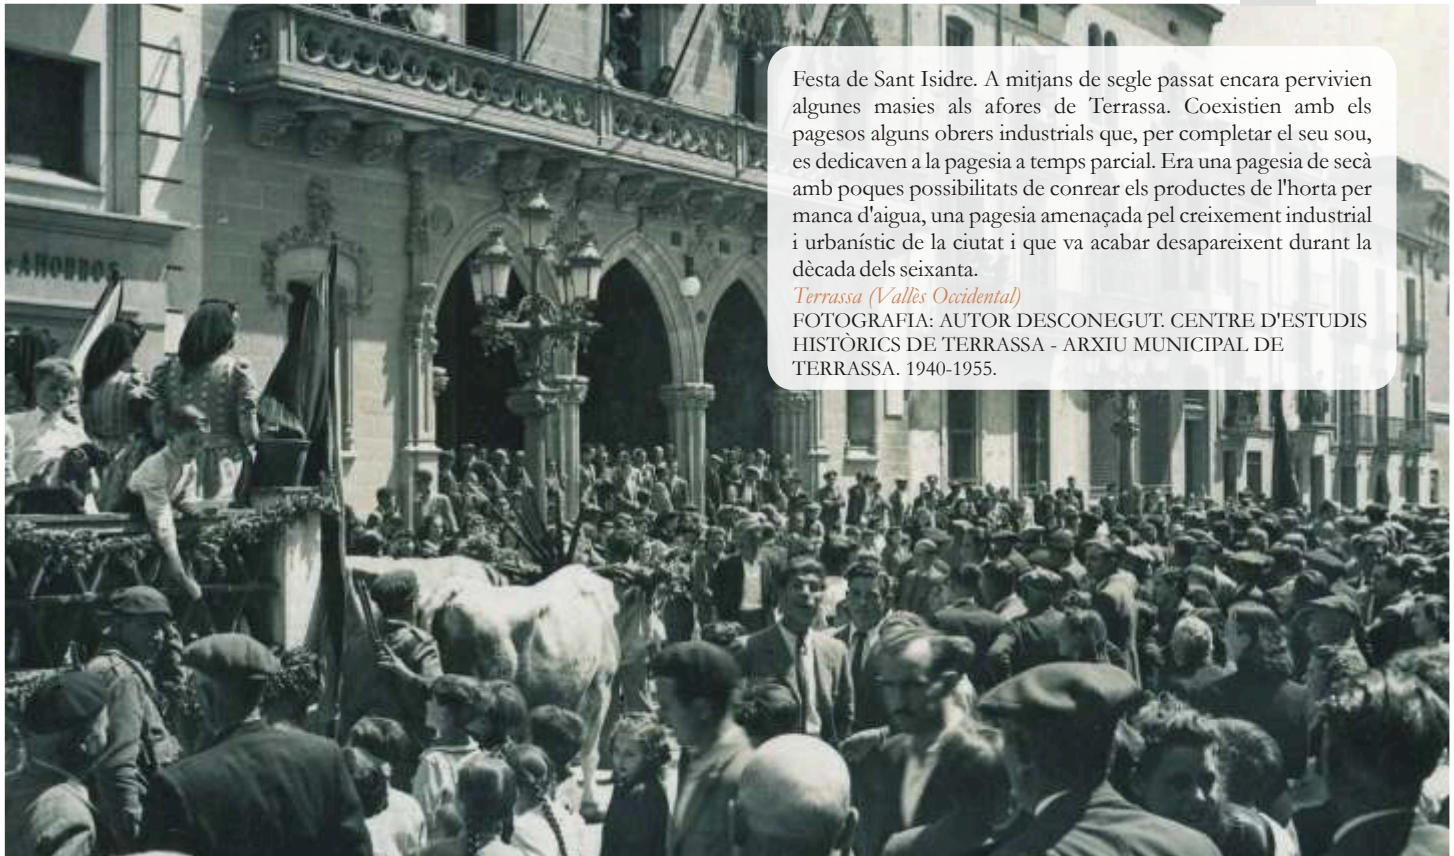 AHORROS
Festa de Sant Isidre. A mitjans de segle passat encara pervivien
algunes masies als afores de Terrassa. Coexistien amb els
pagesos alguns obrers industrials que, per completar el seu sou,
es dedicaven a la pagesia a temps parcial. Era una pagesia de secà
amb poques possibilitats de conrear els productes de l'horta per
manca d'aigua, una pagesia amenaçada pel creixement industrial
i urbanístic de la ciutat i que va acabar desapareixent durant la
dècada dels seixanta.
Terrassa (Vallès Occidental)
FOTOGRAFIA: AUTOR DESCONEGUT. CENTRE D'ESTUDIS
HISTÒRICS DE TERRASSA - ARXIU MUNICIPAL DE
TERRASSA. 1940-1955.